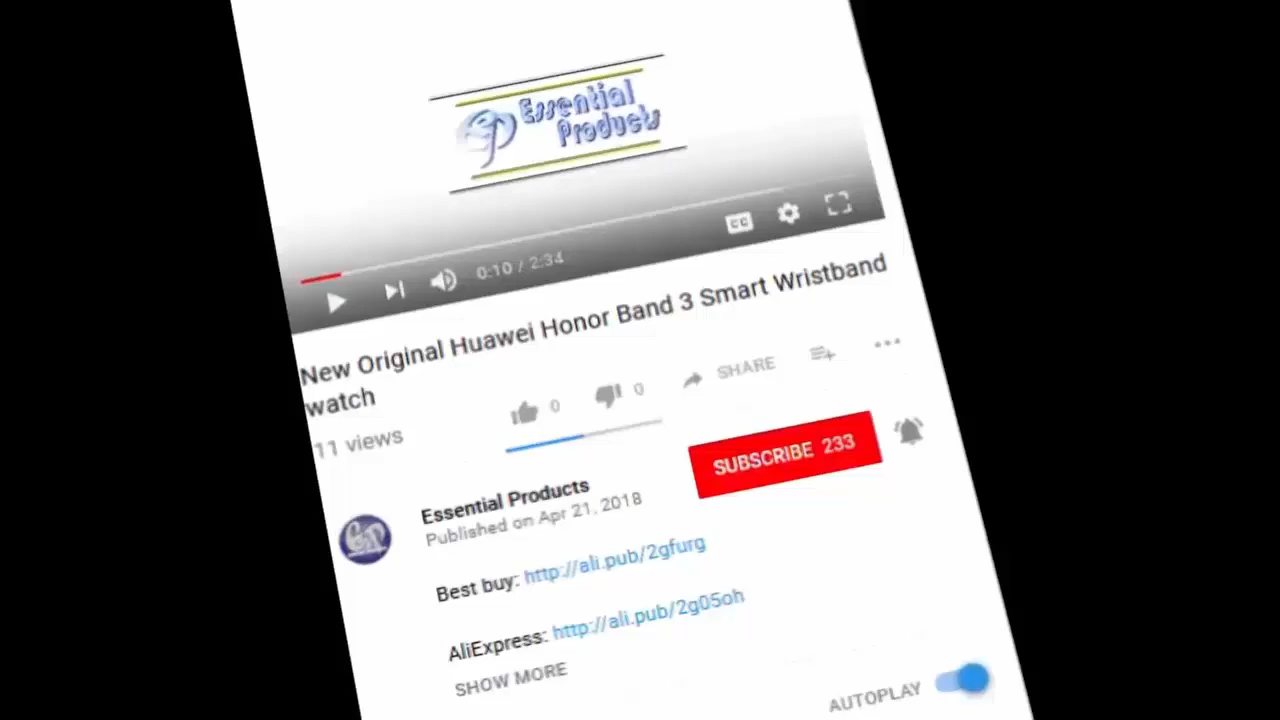 Essential
Products
CC
0:10 / 2:34
New Original Huawei Honor Band 3 Smart Wristband
watch
11 views
0
0
SHARE
SUBSCRIBE 233
Essential Products
Published on Apr 21, 2018
Best buy: http://ali.pub/2gfurg
AliExpress: http://ali.pub/2g05oh
SHOW MORE
AUTOPLAY